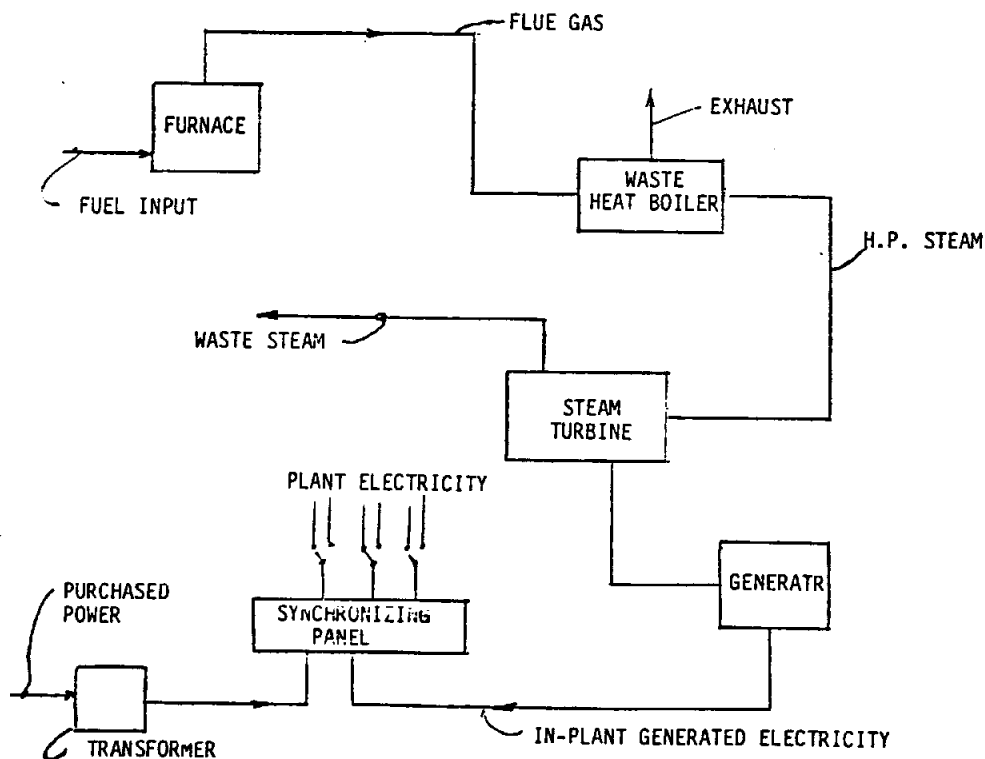 FLUE GAS
EXHAUST
FURNACE
WASTE
HEAT BOILER
FUEL INPUT
H.P. STEAM
WASTE STEAM
STEAM
TURBINE
PLANT ELECTRICITY
GENERATR
PURCHASED
POWER
SYNCHRONIZING
PANEL
IN-PLANT GENERATED ELECTRICITY
TRANSFORMER